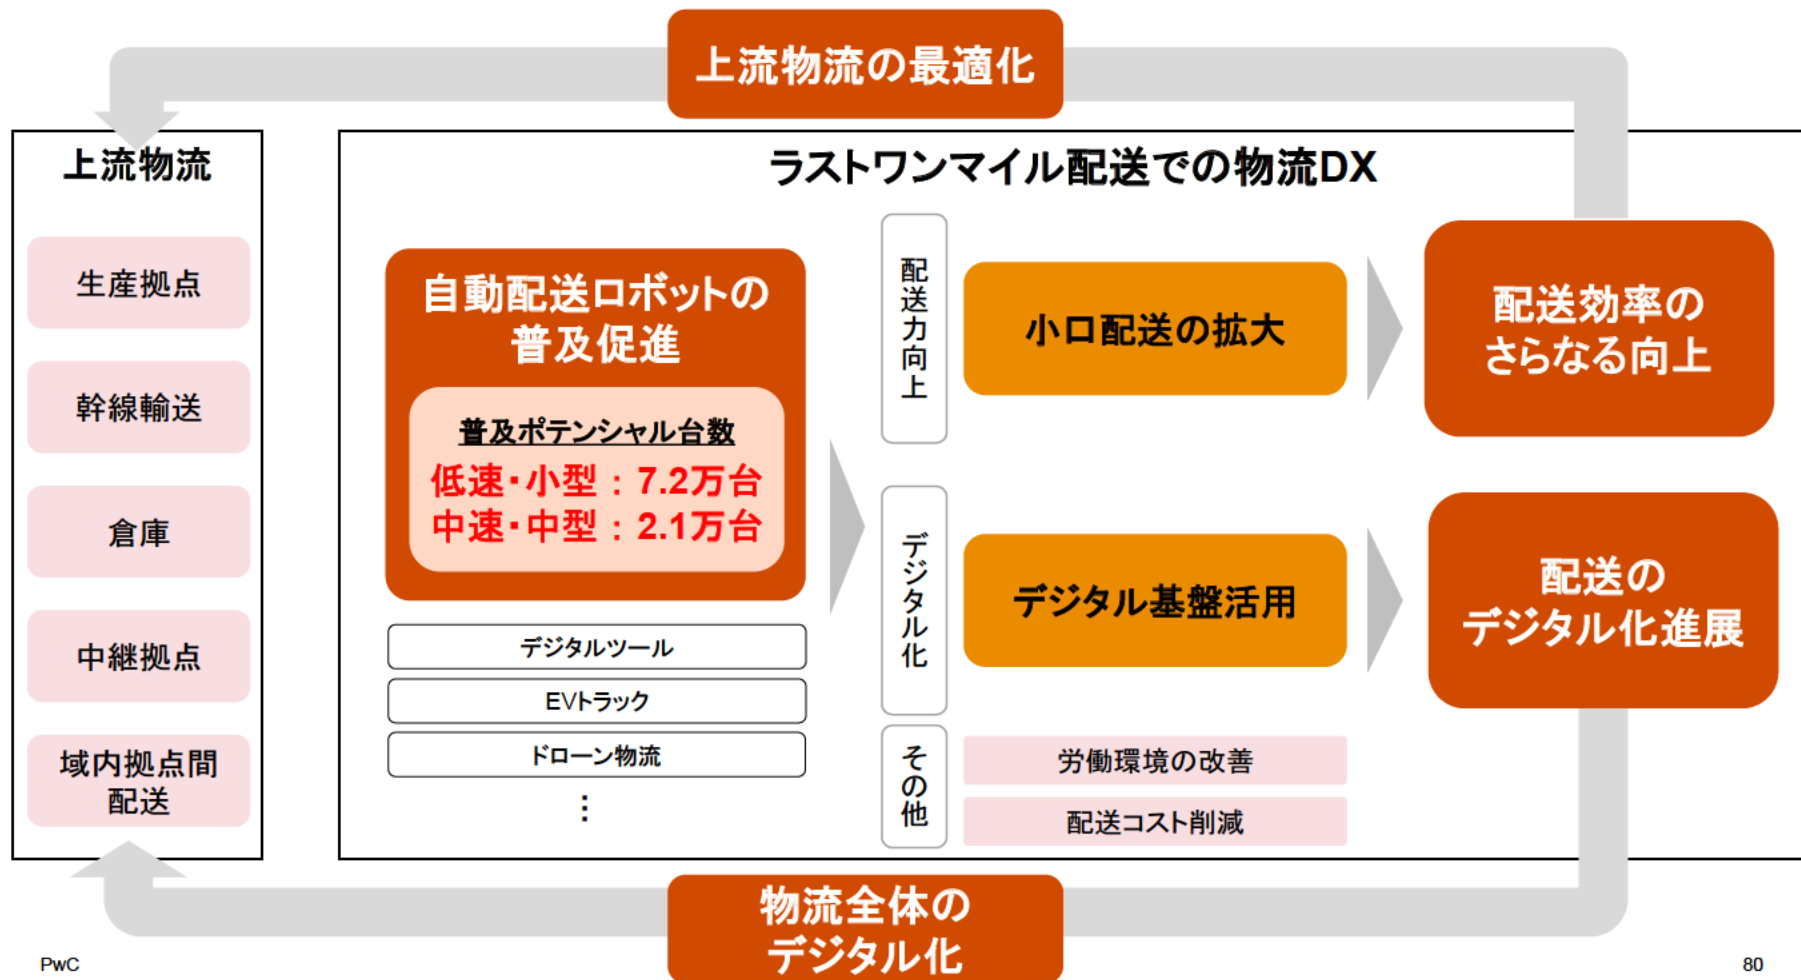 上流物流の最適化
上流物流
生産拠点
幹線輸送
倉庫
中継拠点
域内拠点間
配送
ラストワンマイル配送での物流DX
自動配送ロボットの
普及促進
普及ポテンシャル台数
低速・小型：7.2万台
中速・中型：2.1万台
デジタルツール
EVトラック
ドローン物流
⋮
配送力向上
小口配送の拡大
配送効率の
さらなる向上
デジタル化
デジタル基盤活用
配送の
デジタル化進展
その他
労働環境の改善
配送コスト削減
物流全体の
デジタル化
PwC
80